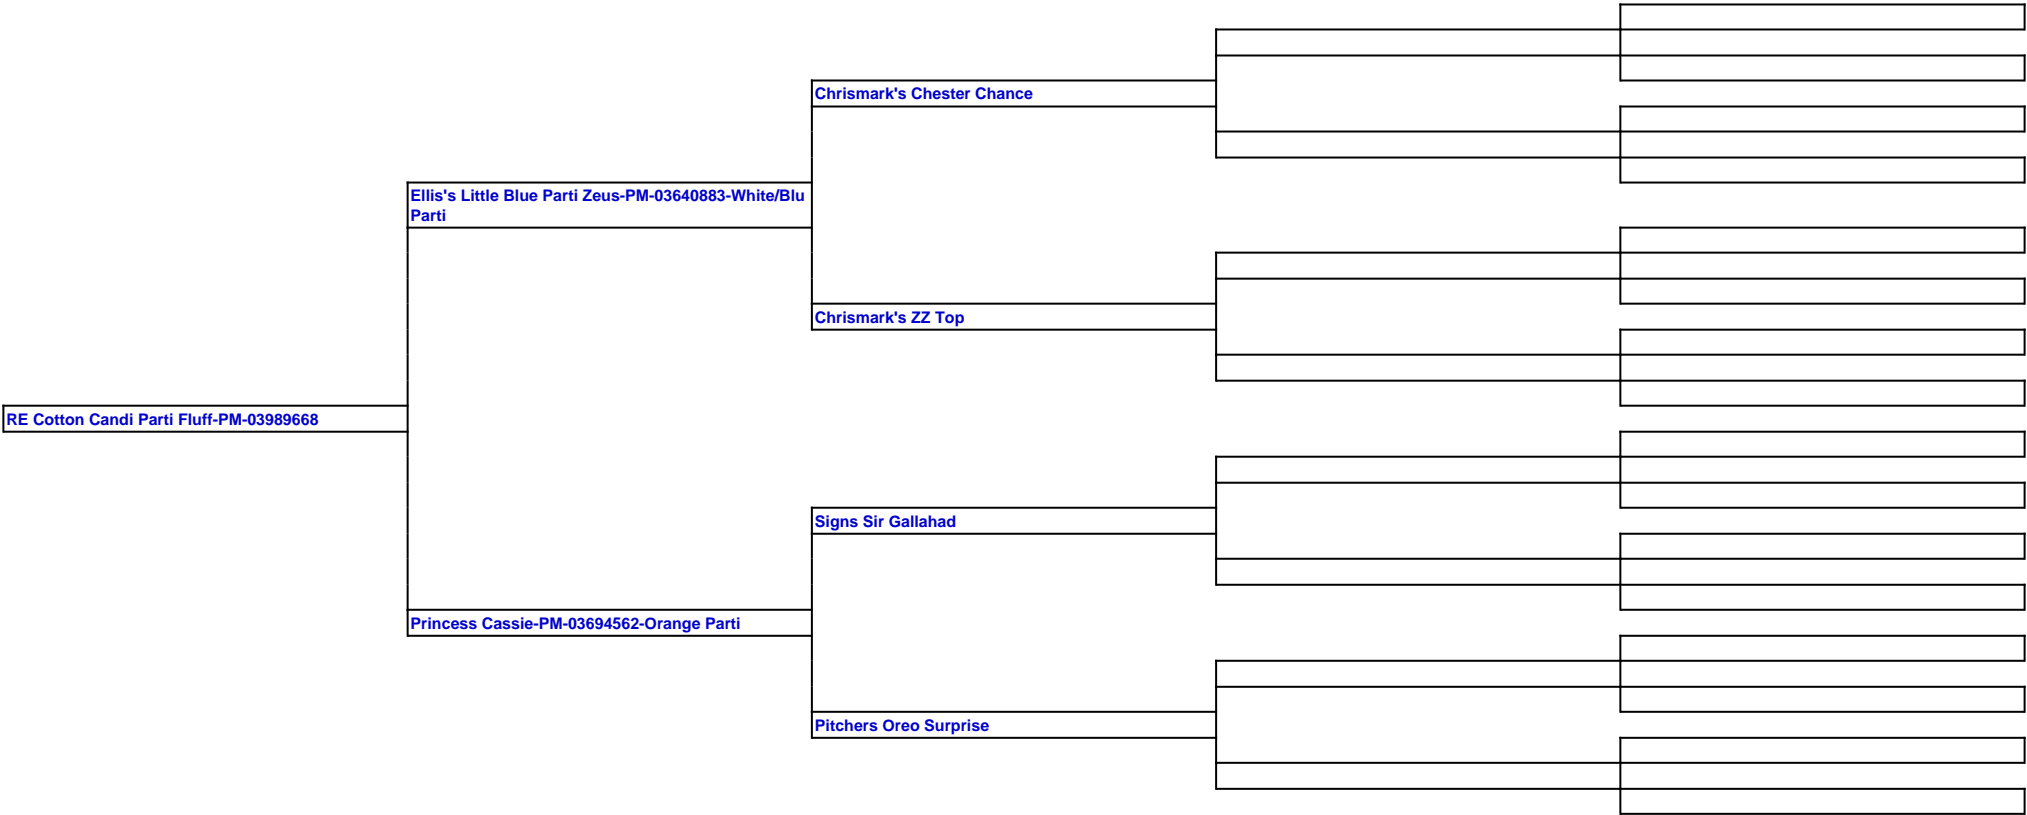 Chrismark's Chester Chance
Ellis's Little Blue Parti Zeus-PM-03640883-White/Blu
Parti
Chrismark's ZZ Top
RE Cotton Candi Parti Fluff-PM-03989668
Signs Sir Gallahad
Princess Cassie-PM-03694562-Orange Parti
Pitchers Oreo Surprise